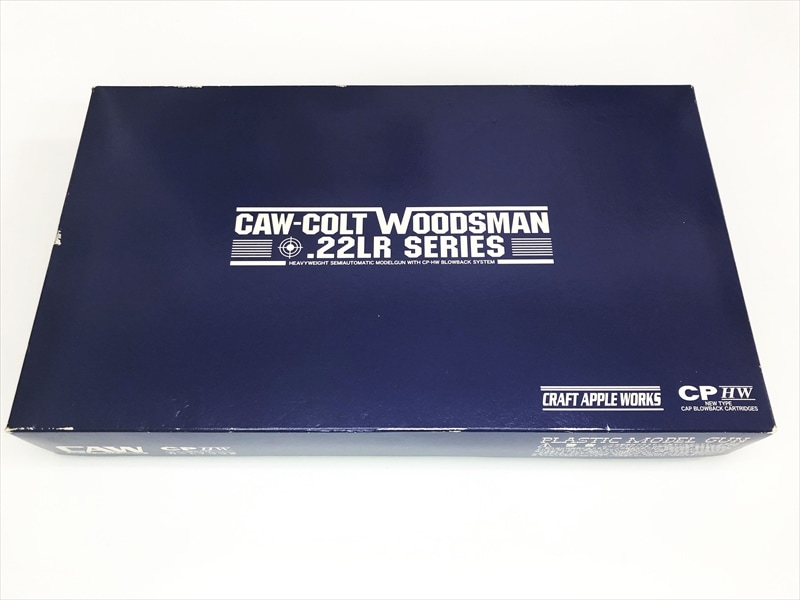 CAW-COLT WOODSMAN
.22LR SERIES
HEAVYWEIGHT SEMIAUTOMATIC MODELGUN WITH CP-HW BLOWBACK SYSTEM
CRAFT APPLE WORKS
CP HW
NEW TYPE
CAP BLOWBACK CARTRIDGES
CAW
CP HW
PLASTIC MODEL GUN